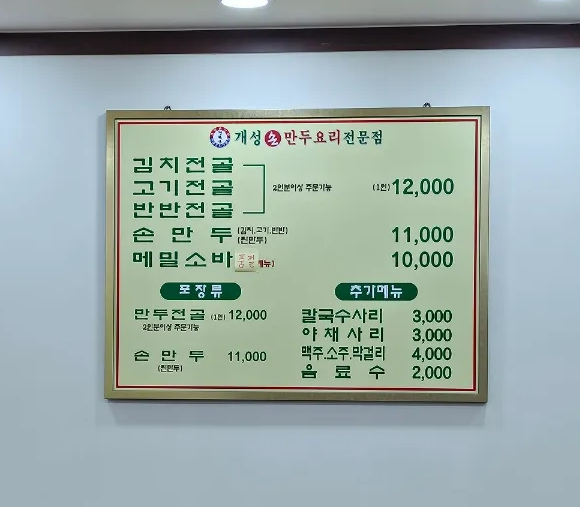 개성 손 만두요리전문점
김치전골
고기전골
반반전골
2인분이상 주문가능 (1인) 12,000
손 만 두 (김치,고기,반반) (찐만두) 11,000
메밀소바 메뉴) 10,000
포장류
만두전골 (1인) 12,000
2인분이상 주문가능
손 만 두 11,000
(찐만두)
추가메뉴
칼국수사리 3,000
야채사리 3,000
맥주.소주.막걸리 4,000
음 료 수 2,000